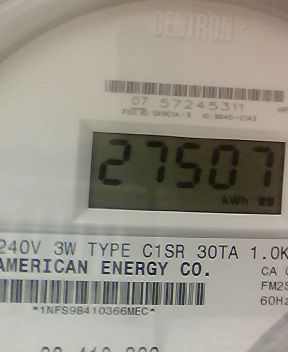 CENTRON®
07 57245311
27507
kWh
240V 3W TYPE C1SR 30TA 1.0K
AMERICAN ENERGY CO.
CA
FM2S
60Hz
*1NFS98410366MEC*